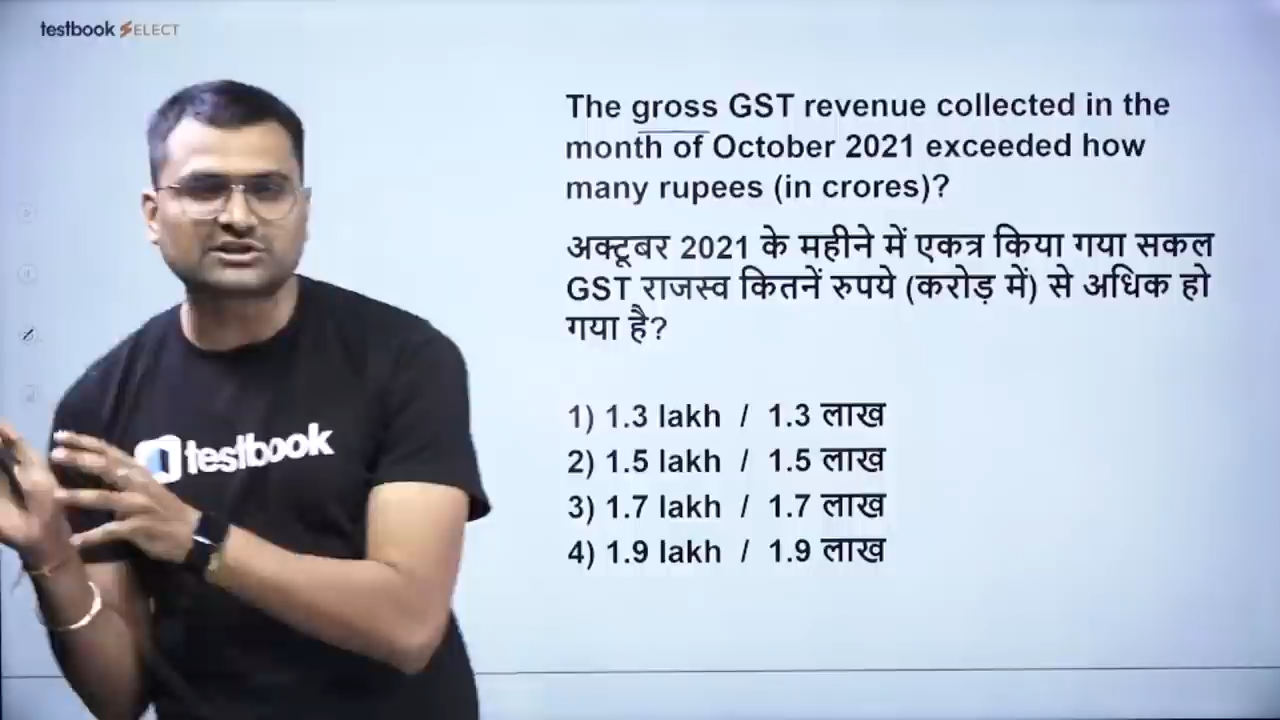 testbook SELECT
The gross GST revenue collected in the
month of October 2021 exceeded how
many rupees (in crores)?
अक्टूबर 2021 के महीने में एकत्र किया गया सकल
GST राजस्व कितनें रुपये (करोड़ में) से अधिक हो
गया है?
1) 1.3 lakh / 1.3 लाख
2) 1.5 lakh / 1.5 लाख
3) 1.7 lakh / 1.7 लाख
4) 1.9 lakh / 1.9 लाख
testbook